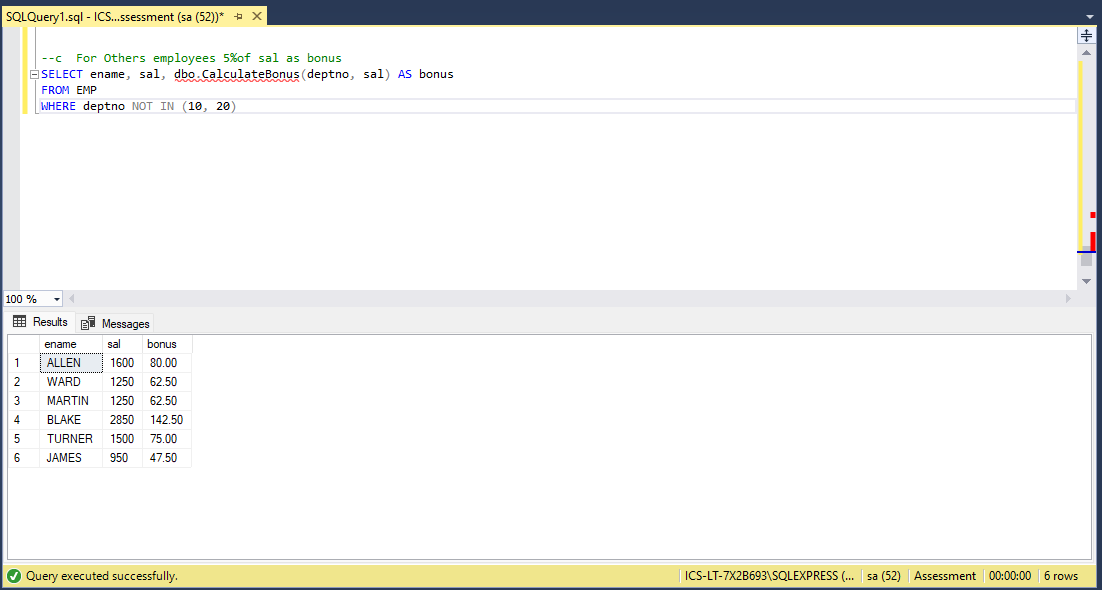 SQLQuery1.sql - ICS...ssessment (sa (52))*
--c  For Others employees 5%of sal as bonus
SELECT ename, sal, dbo.CalculateBonus(deptno, sal) AS bonus
FROM EMP
WHERE deptno NOT IN (10, 20)
100 %
Results Messages
ename sal bonus
1 ALLEN 1600 80.00
2 WARD 1250 62.50
3 MARTIN 1250 62.50
4 BLAKE 2850 142.50
5 TURNER 1500 75.00
6 JAMES 950 47.50
Query executed successfully. ICS-LT-7X2B693\SQLEXPRESS (... sa (52) Assessment 00:00:00 6 rows